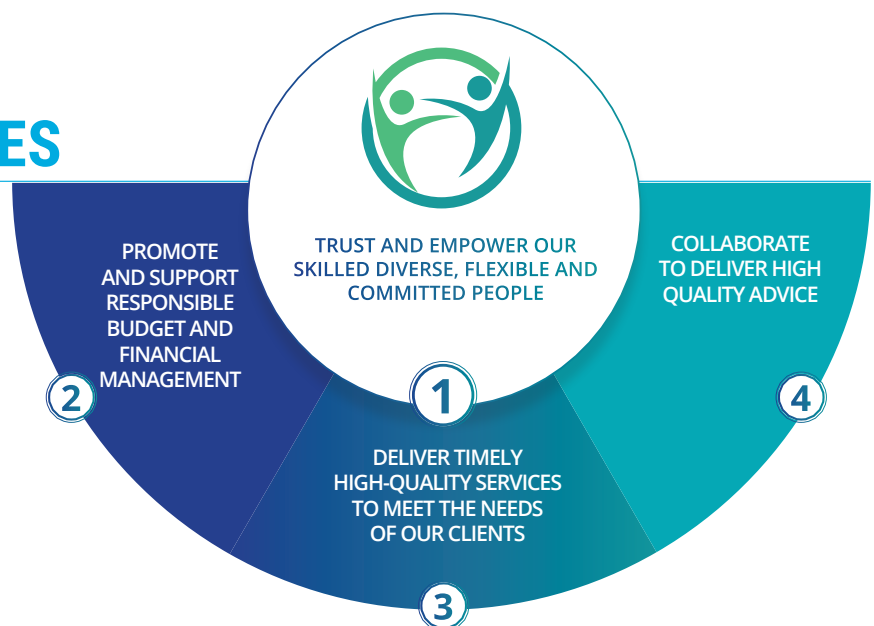 ES
TRUST AND EMPOWER OUR
SKILLED DIVERSE, FLEXIBLE AND
COMMITTED PEOPLE
1
PROMOTE
AND SUPPORT
RESPONSIBLE
BUDGET AND
FINANCIAL
MANAGEMENT
2
DELIVER TIMELY
HIGH-QUALITY SERVICES
TO MEET THE NEEDS
OF OUR CLIENTS
3
COLLABORATE
TO DELIVER HIGH
QUALITY ADVICE
4